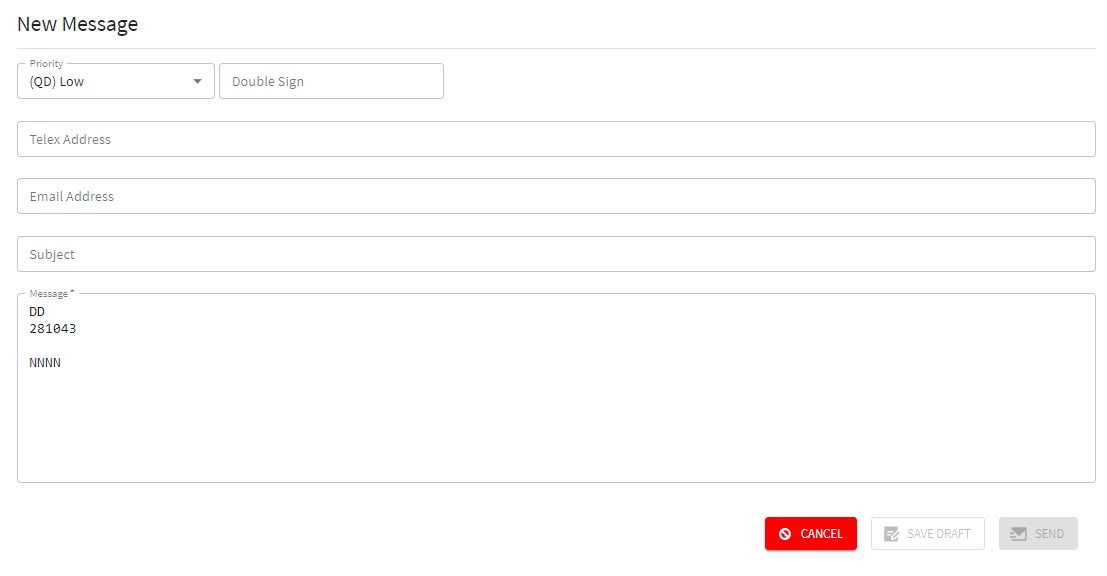 New Message
Priority
(QD) Low
Double Sign
Telex Address
Email Address
Subject
Message *
DD
281043
NNNN
CANCEL
SAVE DRAFT
SEND